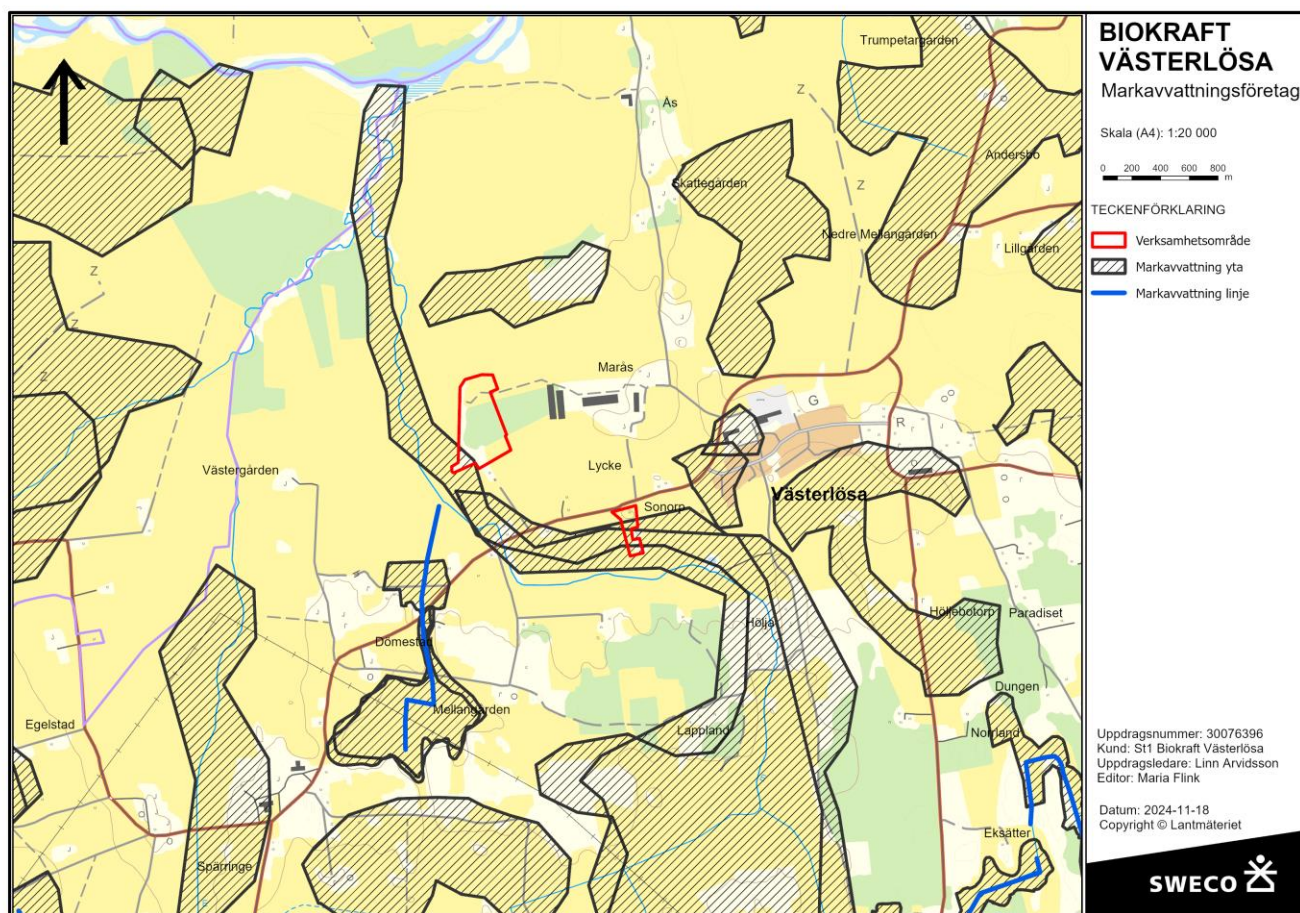 BIOKRAFT
VÄSTERLÖSA
Markavvattningsföretag
Skala (A4): 1:20 000
0 200 400 600 800
m
TECKENFÖRKLARING
Verksamhetsområde
Markavvattning yta
Markavvattning linje
Trumpetargården
Ås
Z
Andersbo
Skattegården
Z
Nedre Mellangården
Lillgården
Z
Z
Z
Marås
G
R
Västergården
Lycke
Västerlösa
Sonorp
Hölja
Höljebotorp
Paradiset
Domestad
Dungen
Mellangården
Egelstad
Lappland
Norrland
Eksätter
Spärringe
Uppdragsnummer: 30076396
Kund: St1 Biokraft Västerlösa
Uppdragsledare: Linn Arvidsson
Editor: Maria Flink
Datum: 2024-11-18
Copyright © Lantmäteriet
SWECO